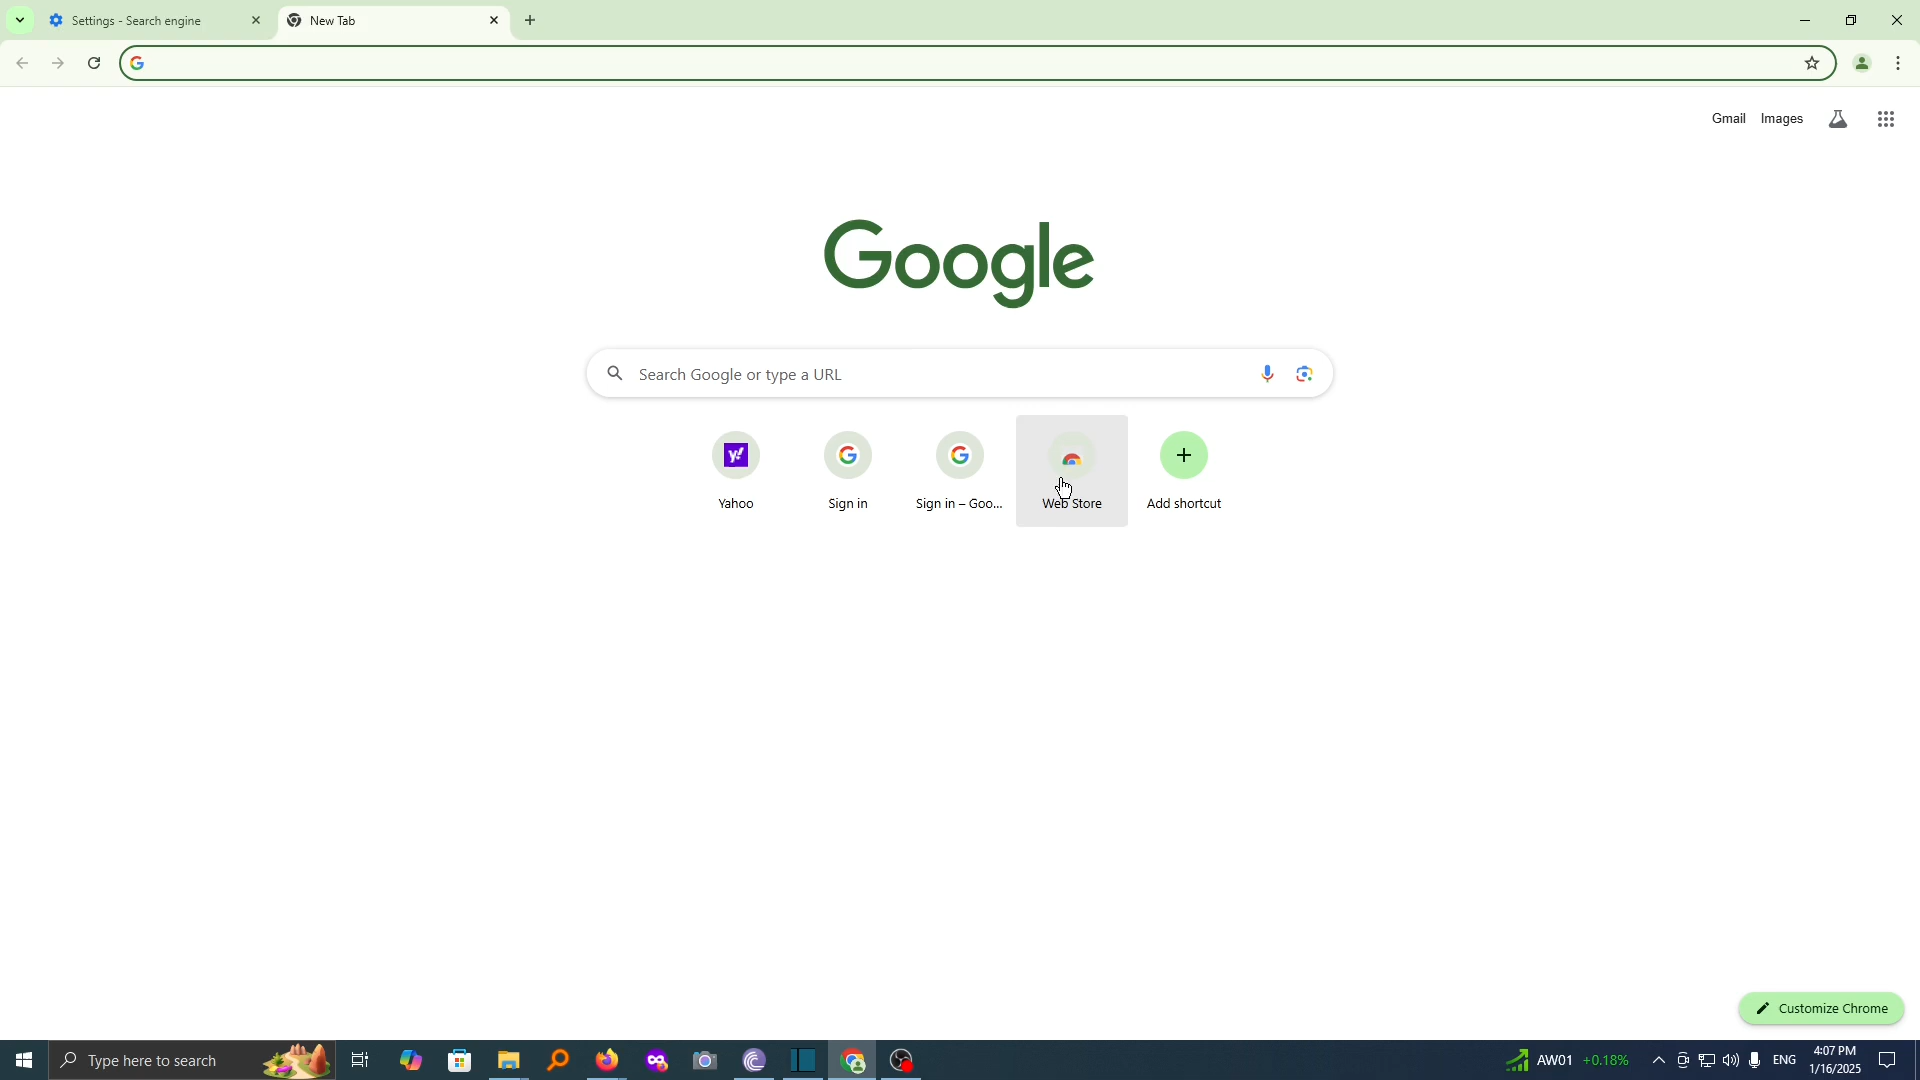 Settings - Search engine
New Tab
Gmail Images
Google
Search Google or type a URL
Yahoo
Sign in
Sign in – Goo...
Web Store
Add shortcut
Customize Chrome
Type here to search
AW01 +0.18%
ENG
4:07 PM
1/16/2025